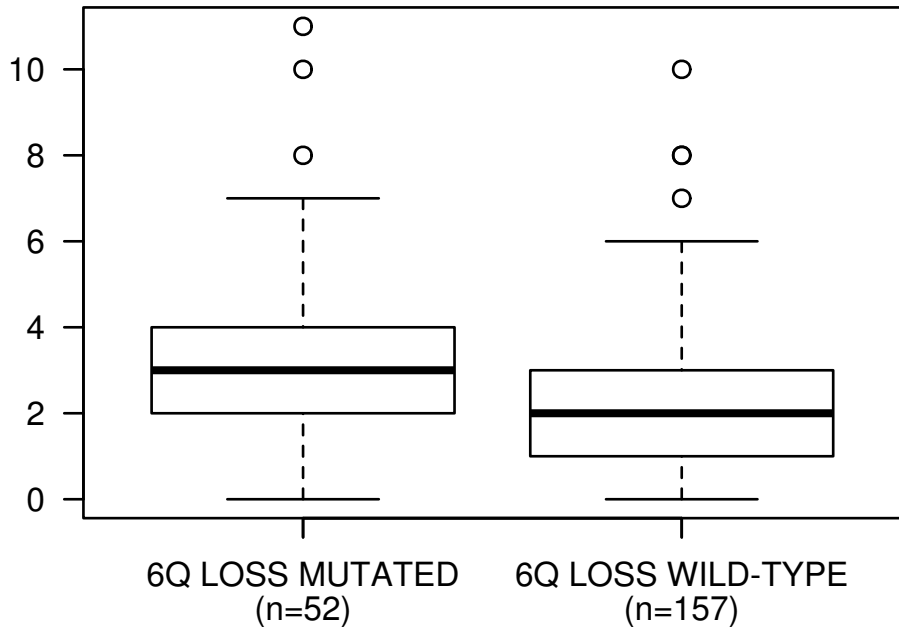 10
8
6
4
2
0
6Q LOSS MUTATED
(n=52)
6Q LOSS WILD-TYPE
(n=157)